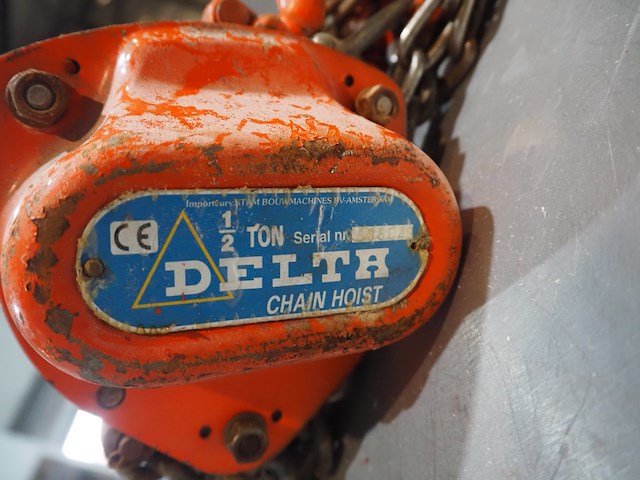 Importeurs STAM BOUWMACHINES BV-AMSTERDAM
CE 1/2 TON Serial nr.
DELTA
CHAIN HOIST